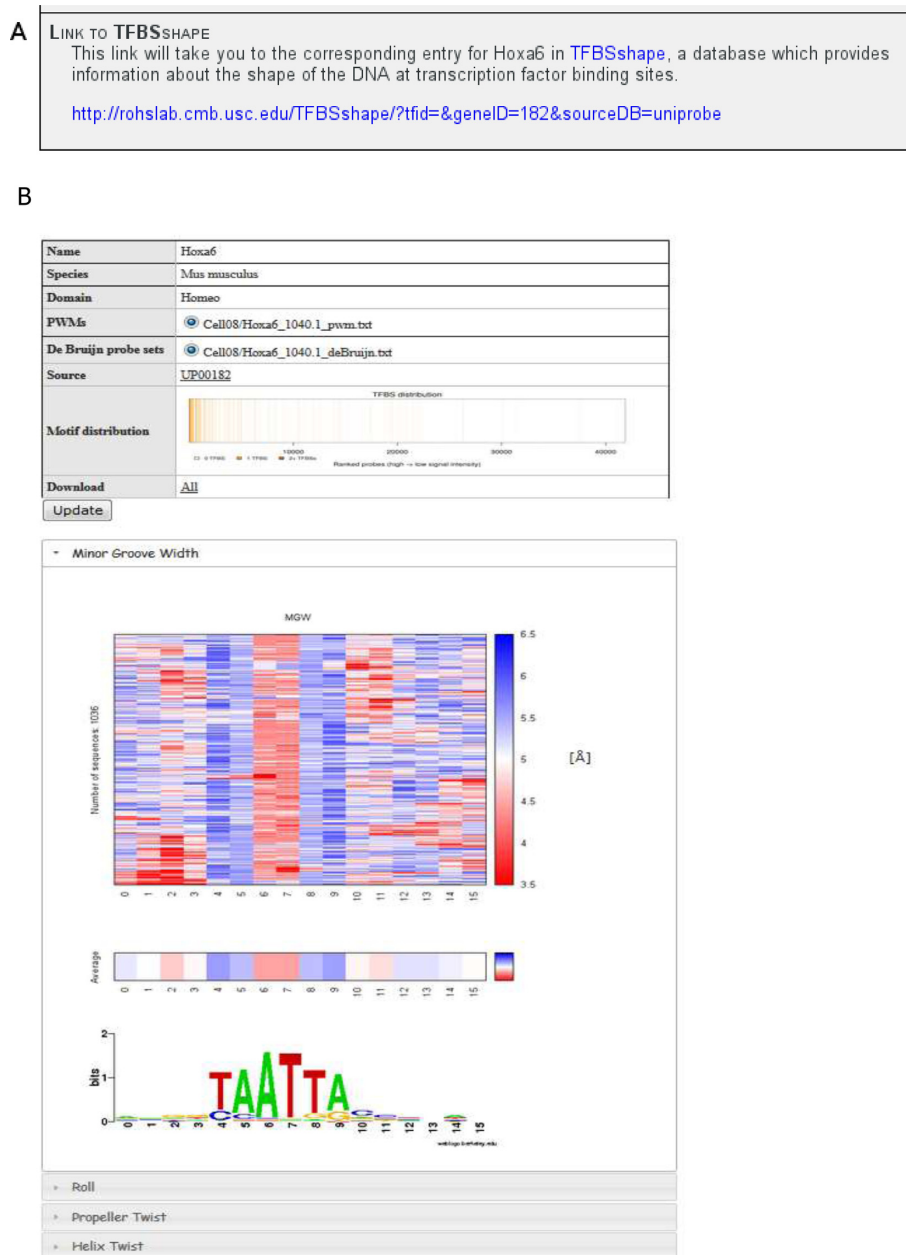 A
LINK TO TFBSSHAPE
This link will take you to the corresponding entry for Hoxa6 in TFBSshape, a database which provides
information about the shape of the DNA at transcription factor binding sites.
http://rohslab.cmb.usc.edu/TFBSshape/?tfid=&geneID=182&sourceDB=uniprobe
B
Name Hoxa6
Species Mus musculus
Domain Homeo
PWMs Cell08/Hoxa6_1040.1_pwm.txt
De Bruijn probe sets Cell08/Hoxa6_1040.1_deBruijn.txt
Source UP00182
Motif distribution
TFBS distribution
10000 20000 30000 40000
0 TFBS 1 TFBS 2+ TFBSs
Ranked probes (high -> low signal intensity)
Download All
Update
Minor Groove Width
MGW
Number of sequences: 1036
6.5
5.5
5
4.5
4
3.5
[Å]
0 1 2 3 4 5 6 7 8 9 10 11 12 13 14 15
Average
0 1 2 3 4 5 6 7 8 9 10 11 12 13 14 15
2
1
0
bits
TAATTA
0 1 2 3 4 5 6 7 8 9 10 11 12 13 14 15
weblogo.berkeley.edu
Roll
Propeller Twist
Helix Twist